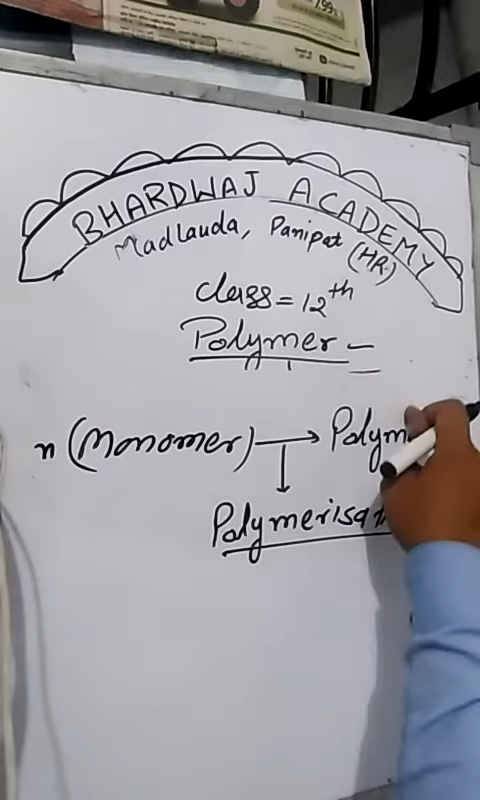 BHARDWAJ ACADEMY
Madlauda, Panipat (HR.)
Class = 12th
Polymer -
n (Monomer) → Polym
Polymerisa